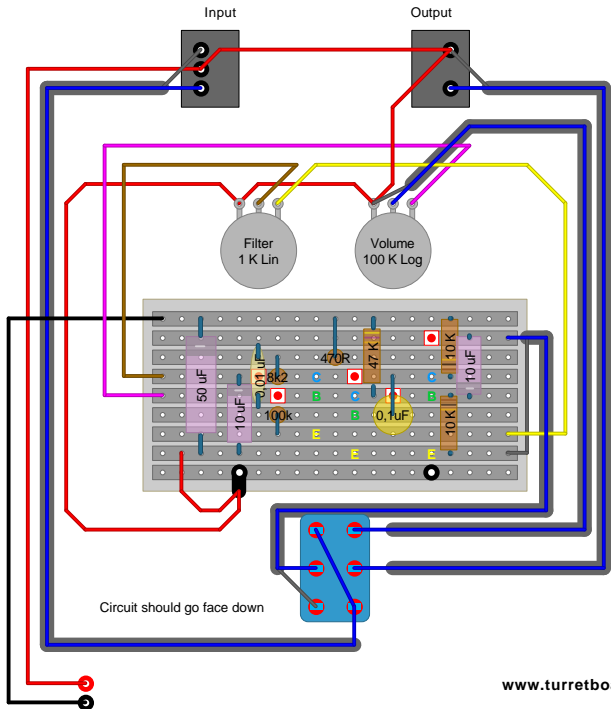 Input
Output
Filter
1 K Lin
Volume
100 K Log
50 uF
10 uF
0,01 uF
8k2
100k
470R
47 K
10 K
10 uF
0,1uF
10 K
C
C
B
C
B
B
E
E
C
B
E
Circuit should go face down
www.turretbo